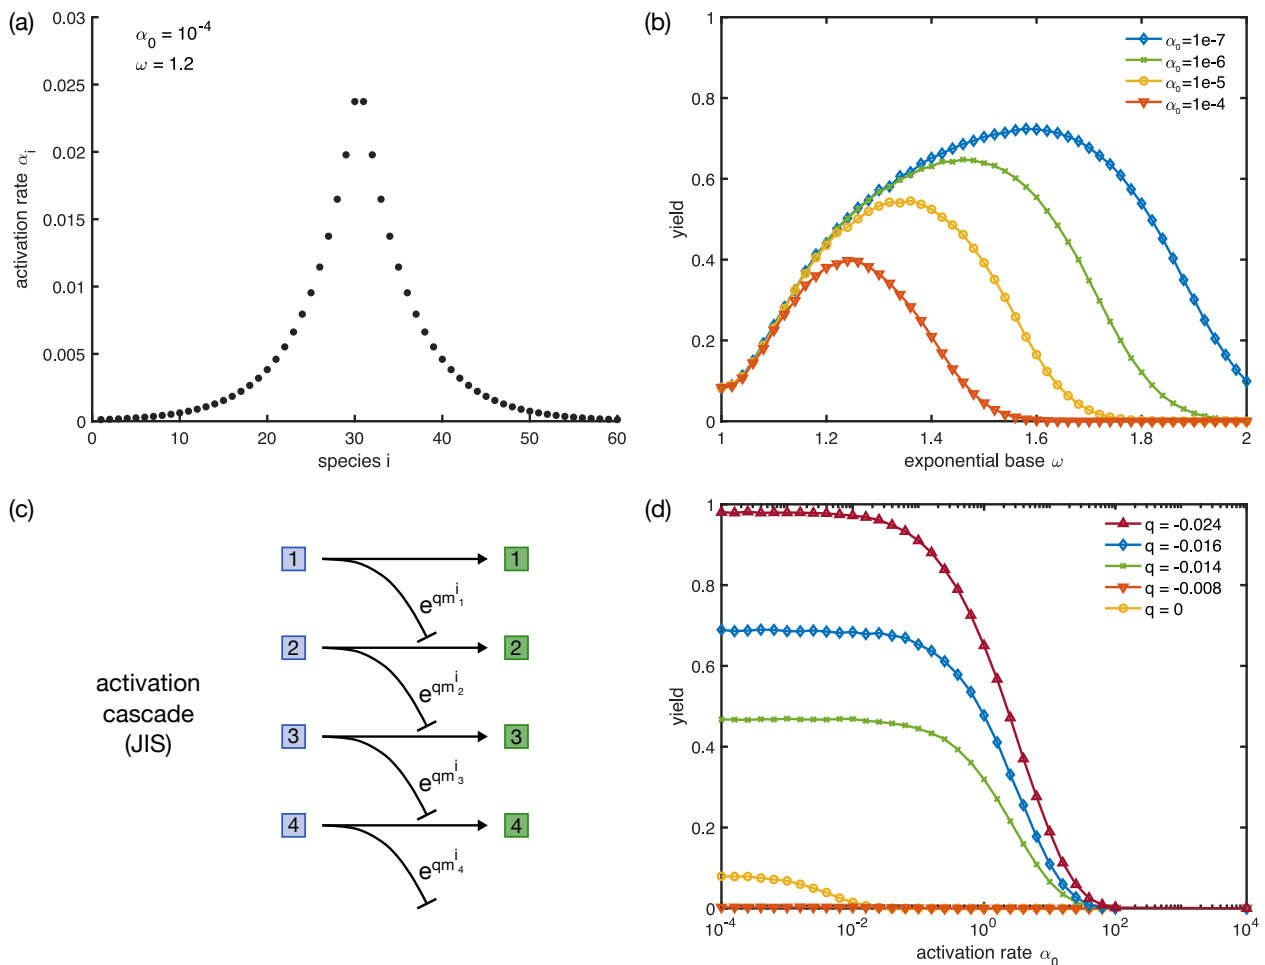 (a)
α₀ = 10⁻⁴
ω = 1.2
0.03
0.025
0.02
0.015
0.01
0.005
0
activation rate αᵢ
0 10 20 30 40 50 60
species i
(b)
α₀=1e-7
α₀=1e-6
α₀=1e-5
α₀=1e-4
1
0.8
0.6
0.4
0.2
0
yield
1 1.2 1.4 1.6 1.8 2
exponential base ω
(c)
activation
cascade
(JIS)
1 1
e^{qm_1^i}
2 2
e^{qm_2^i}
3 3
e^{qm_3^i}
4 4
e^{qm_4^i}
(d)
q = -0.024
q = -0.016
q = -0.014
q = -0.008
q = 0
1
0.8
0.6
0.4
0.2
0
yield
10⁻⁴ 10⁻² 10⁰ 10² 10⁴
activation rate α₀